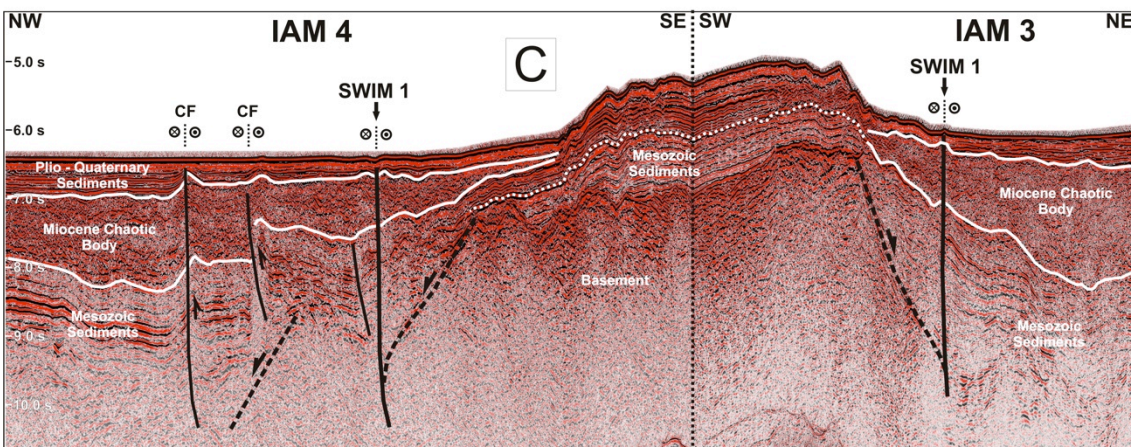 NW
IAM 4
SE
SW
IAM 3
NE
C
5.0 s
6.0 s
7.0 s
8.0 s
9.0 s
10.0 s
CF
CF
SWIM 1
SWIM 1
Plio - Quaternary
Sediments
Miocene Chaotic
Body
Mesozoic
Sediments
Mesozoic
Sediments
Basement
Miocene Chaotic
Body
Mesozoic
Sediments